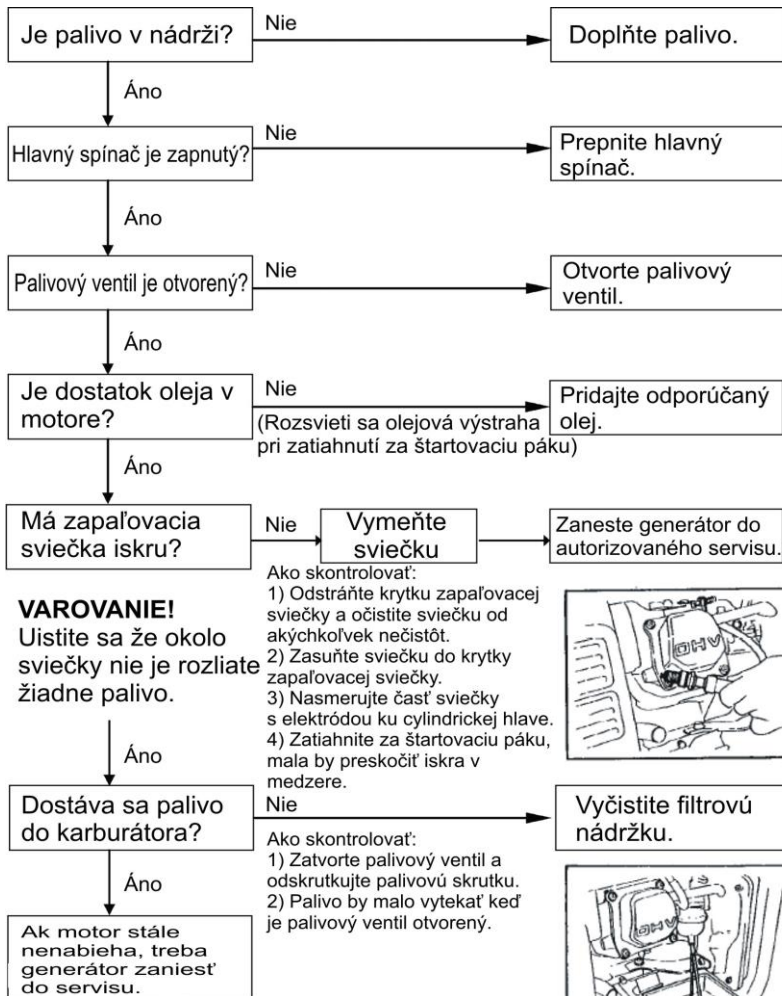 Je palivo v nádrži?
Nie
Doplňte palivo.
Áno
Hlavný spínač je zapnutý?
Nie
Prepnite hlavný
spínač.
Áno
Palivový ventil je otvorený?
Nie
Otvorte palivový
ventil.
Áno
Je dostatok oleja v
motore?
Nie
(Rozsvieti sa olejová výstraha
pri zatiahnutí za štartovaciu páku)
Pridajte odporúčaný
olej.
Áno
Má zapaľovacia
sviečka iskru?
Nie
Vymeňte
sviečku
Zaneste generátor do
autorizovaného servisu.
VAROVANIE!
Uistite sa že okolo
sviečky nie je rozliate
žiadne palivo.
Ako skontrolovať:
1) Odstráňte krytku zapaľovacej
sviečky a očistite sviečku od
akýchkoľvek nečistôt.
2) Zasuňte sviečku do krytky
zapaľovacej sviečky.
3) Nasmerujte časť sviečky
s elektródou ku cylindrickej hlave.
4) Zatiahnite za štartovaciu páku,
mala by preskočiť iskra v
medzere.
OHV
Áno
Dostáva sa palivo
do karburátora?
Nie
Vyčistite filtrovú
nádržku.
Ako skontrolovať:
1) Zatvorte palivový ventil a
odskrutkujte palivovú skrutku.
2) Palivo by malo vytekať keď
je palivový ventil otvorený.
OHV
Áno
Ak motor stále
nenabieha, treba
generátor zaniesť
do servisu.